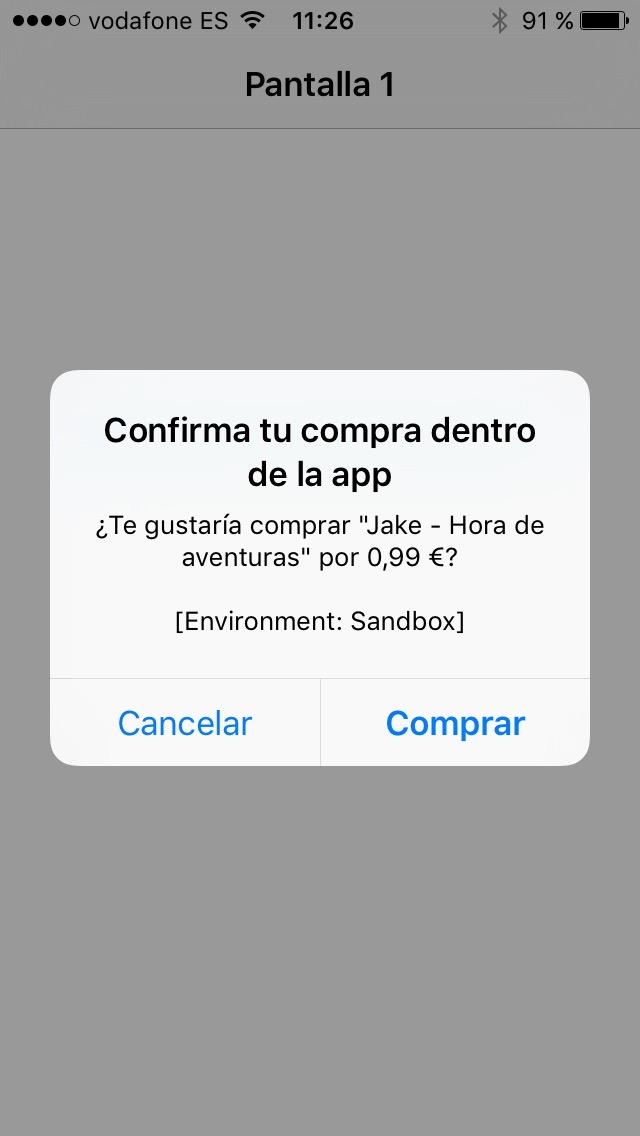 vodafone ES 11:26 91 %
Pantalla 1
Confirma tu compra dentro
de la app
¿Te gustaría comprar "Jake - Hora de
aventuras" por 0,99 €?
[Environment: Sandbox]
Cancelar Comprar